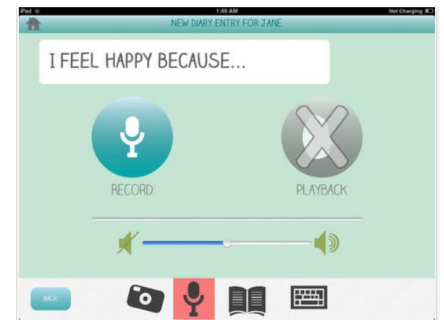 iPad 1:49 AM Not Charging
NEW DIARY ENTRY FOR JANE
I FEEL HAPPY BECAUSE...
RECORD PLAYBACK
BACK